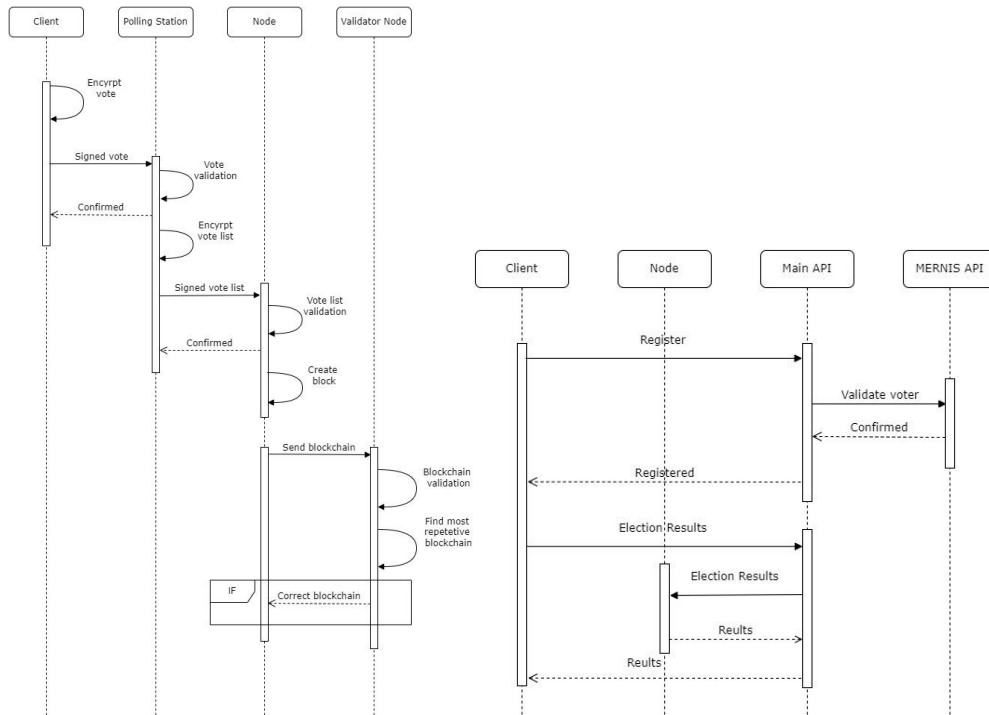 Client
Polling Station
Node
Validator Node
Encyrpt
vote
Signed vote
Vote
validation
Confirmed
Encyrpt
vote list
Signed vote list
Vote list
validation
Confirmed
Create
block
Send blockchain
Blockchain
validation
Find most
repetetive
blockchain
IF
Correct blockchain
Client
Node
Main API
MERNIS API
Register
Validate voter
Confirmed
Registered
Election Results
Election Results
Reults
Reults